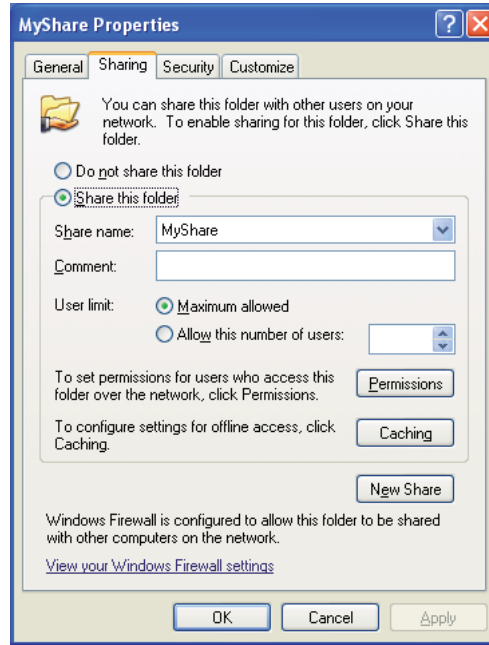 MyShare Properties
General Sharing Security Customize
You can share this folder with other users on your
network. To enable sharing for this folder, click Share this
folder.
Do not share this folder
Share this folder
Share name: MyShare
Comment:
User limit: Maximum allowed
Allow this number of users:
To set permissions for users who access this
folder over the network, click Permissions.
Permissions
To configure settings for offline access, click
Caching.
Caching
New Share
Windows Firewall is configured to allow this folder to be shared
with other computers on the network.
View your Windows Firewall settings
OK Cancel Apply